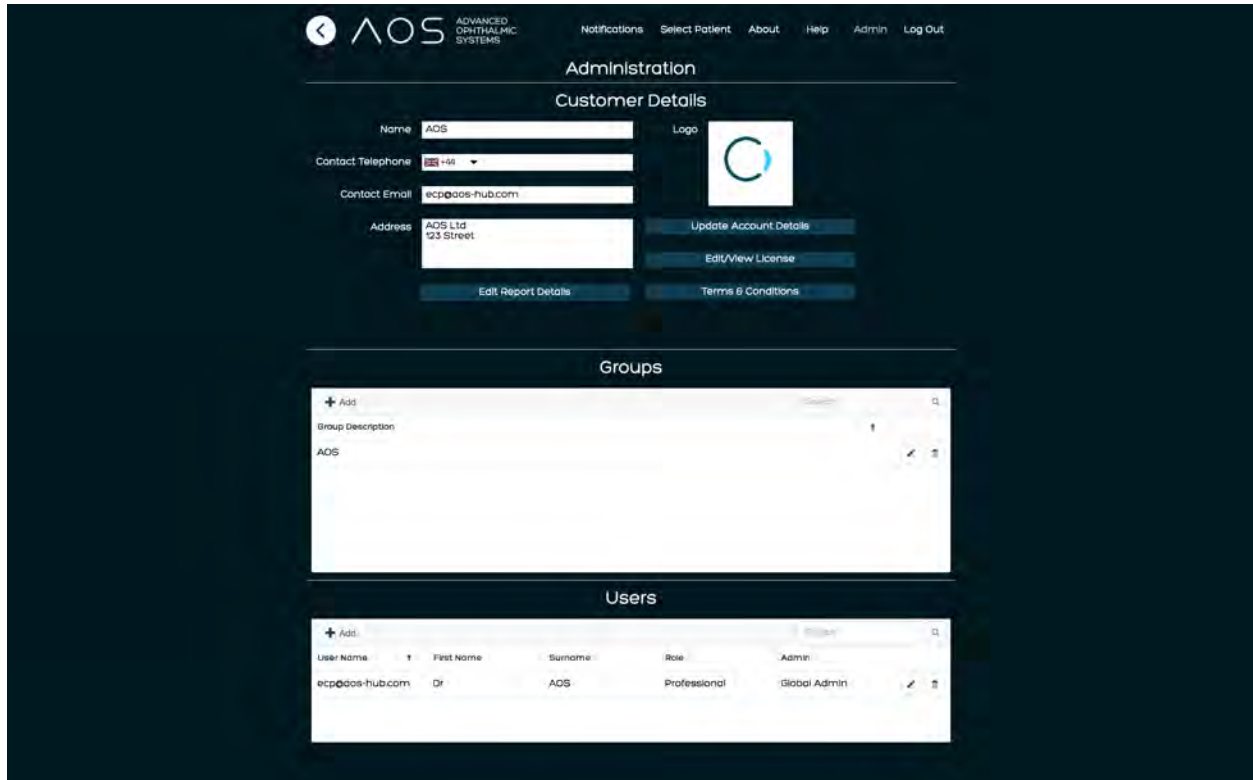 AOS ADVANCED OPHTHALMIC SYSTEMS
Notifications Select Patient About Help Admin Log Out
Administration
Customer Details
Name AOS
Logo
Contact Telephone +44
Contact Email ecp@aos-hub.com
Address AOS Ltd
123 Street
Update Account Details
Edit/View License
Edit Report Details
Terms & Conditions
Groups
+ Add
Group Description
AOS
Users
+ Add
User Name First Name Surname Role Admin
ecp@aos-hub.com Dr AOS Professional Global Admin